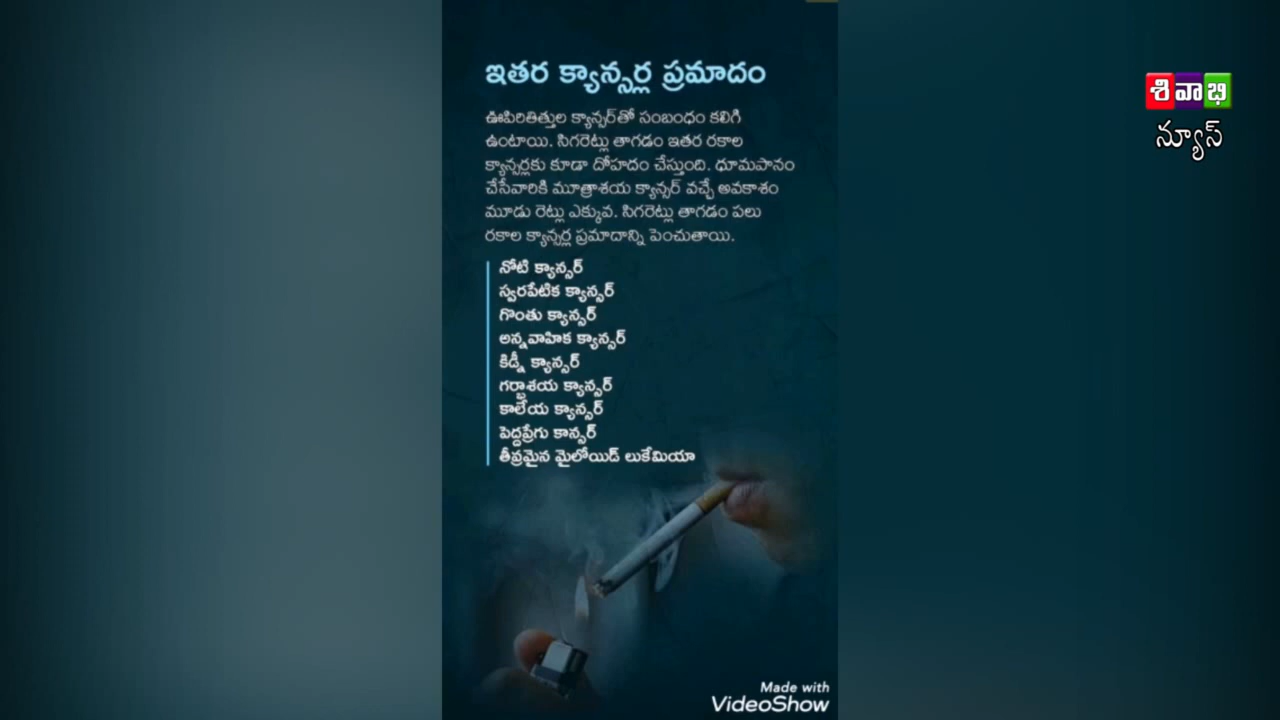 ఇతర క్యాన్సర్ల ప్రమాదం
ఊపిరితిత్తుల క్యాన్సర్‌తో సంబంధం కలిగి
ఉంటాయి. సిగరెట్లు తాగడం ఇతర రకాల
క్యాన్సర్లకు కూడా దోహదం చేస్తుంది. ధూమపానం
చేసేవారికి మూత్రాశయ క్యాన్సర్ వచ్చే అవకాశం
మూడు రెట్లు ఎక్కువ. సిగరెట్లు తాగడం పలు
రకాల క్యాన్సర్ల ప్రమాదాన్ని పెంచుతాయి.
నోటి క్యాన్సర్
స్వరపేటిక క్యాన్సర్
గొంతు క్యాన్సర్
అన్నవాహిక క్యాన్సర్
కిడ్నీ క్యాన్సర్
గర్భాశయ క్యాన్సర్
కాలేయ క్యాన్సర్
పెద్దప్రేగు కాన్సర్
తీవ్రమైన మైలోయిడ్ లుకేమియా
శివాభి
న్యూస్
Made with
VideoShow